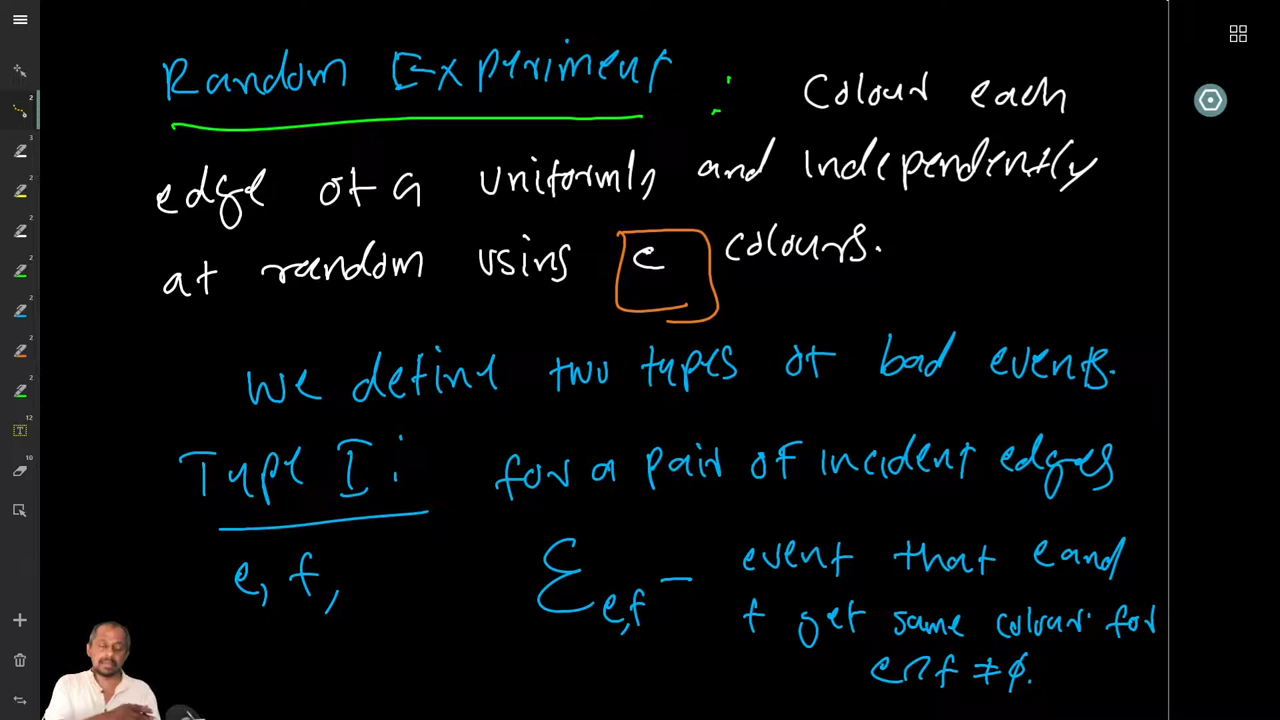 Random Experiment : Colour each
edge of G uniformly and independently
at random using c colours.
We define two types of bad events.
Type I: for a pair of incident edges
e, f, Ɛe,f – event that e and
f get same colour for
e∩f ≠ ϕ.